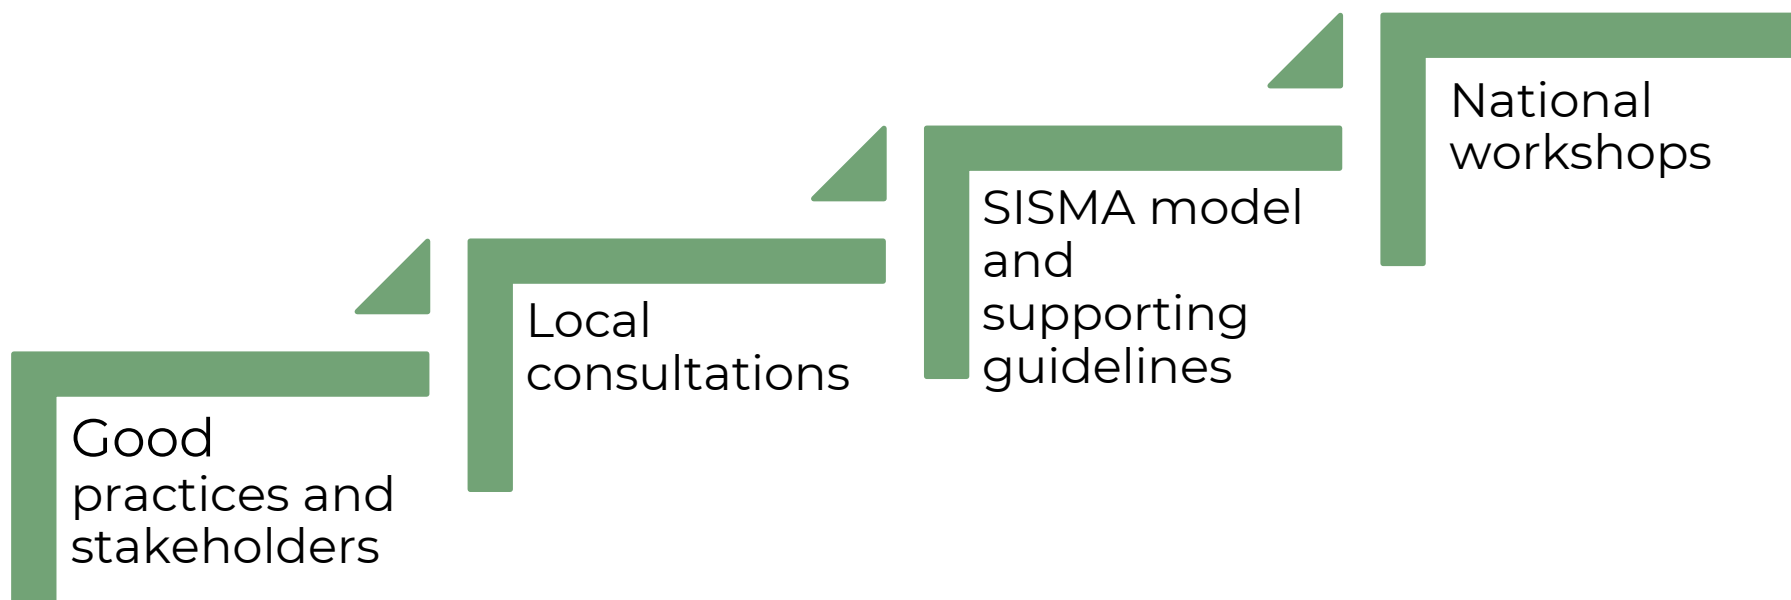 Good
practices and
stakeholders
Local
consultations
SISMA model
and
supporting
guidelines
National
workshops